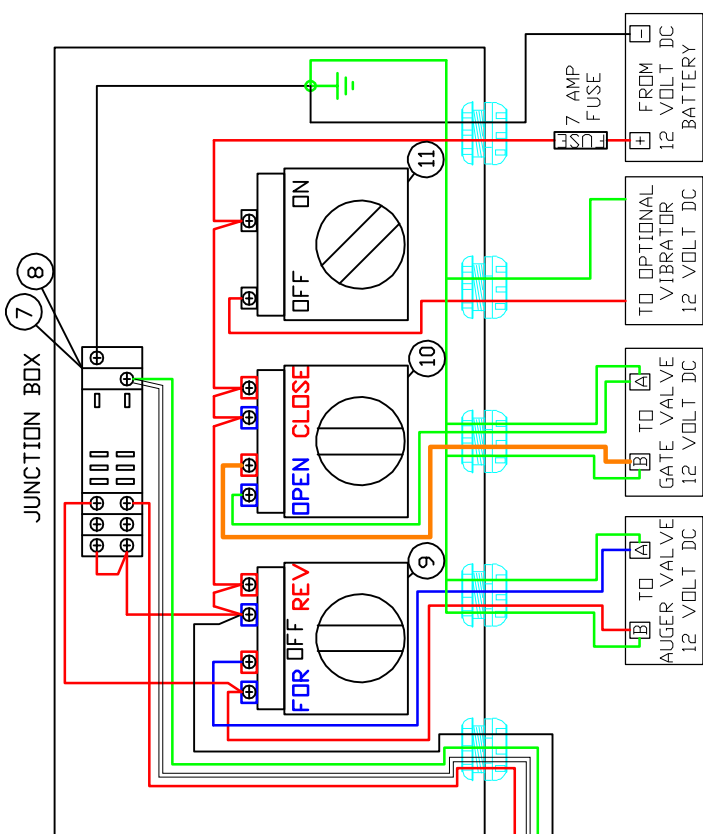 JUNCTION BOX
7
8
ON
OFF
11
CLOSE
OPEN
10
REV
OFF
FOR
9
7 AMP
FUSE
FUSE
−
+
FROM
12 VOLT DC
BATTERY
TO OPTIONAL
VIBRATOR
12 VOLT DC
A
B
TO
GATE VALVE
12 VOLT DC
A
B
TO
AUGER VALVE
12 VOLT DC